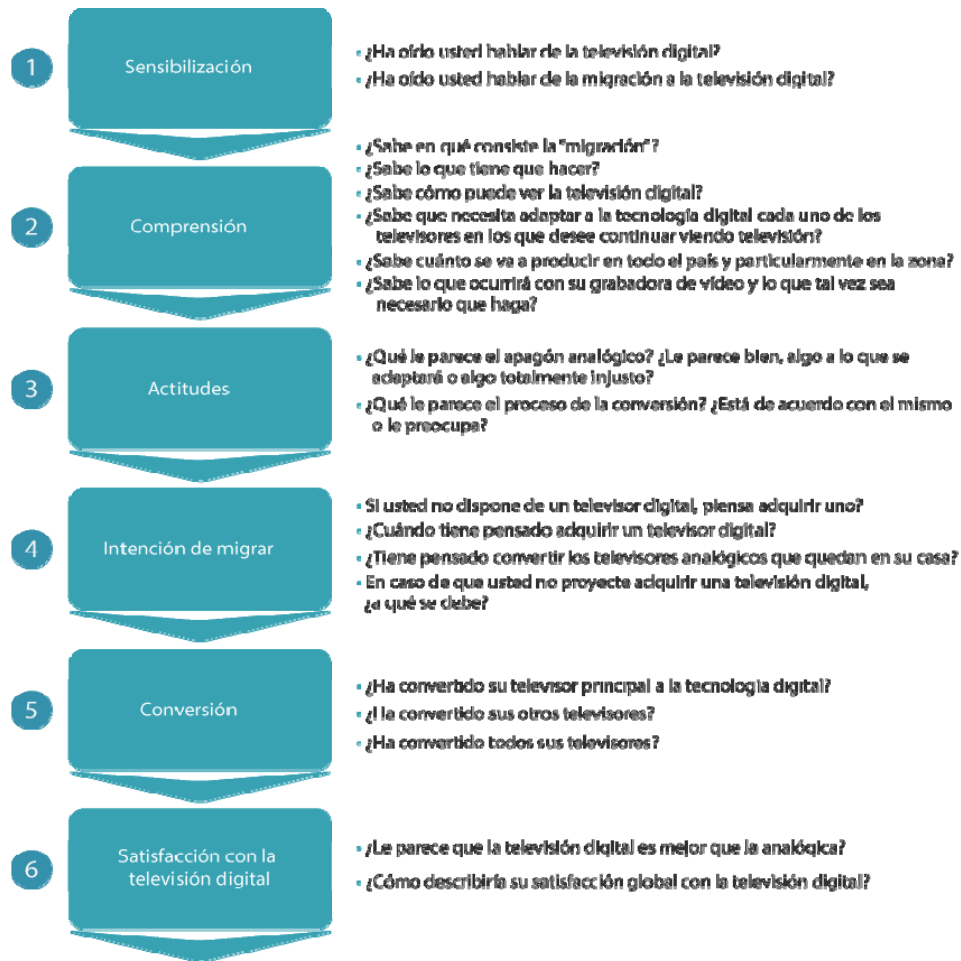 1
Sensibilización
• ¿Ha oído usted hablar de la televisión digital?
• ¿Ha oído usted hablar de la migración a la televisión digital?
2
Comprensión
• ¿Sabe en qué consiste la "migración"?
• ¿Sabe lo que tiene que hacer?
• ¿Sabe cómo puede ver la televisión digital?
• ¿Sabe que necesita adaptar a la tecnología digital cada uno de los
televisores en los que desee continuar viendo televisión?
• ¿Sabe cuánto se va a producir en todo el país y particularmente en la zona?
• ¿Sabe lo que ocurrirá con su grabadora de vídeo y lo que tal vez sea
necesario que haga?
3
Actitudes
• ¿Qué le parece el apagón analógico? ¿Le parece bien, algo a lo que se
adaptará o algo totalmente injusto?
• ¿Qué le parece el proceso de la conversión? ¿Está de acuerdo con el mismo
o le preocupa?
4
Intención de migrar
• Si usted no dispone de un televisor digital, piensa adquirir uno?
• ¿Cuándo tiene pensado adquirir un televisor digital?
• ¿Tiene pensado convertir los televisores analógicos que quedan en su casa?
• En caso de que usted no proyecte adquirir una televisión digital,
¿a qué se debe?
5
Conversión
• ¿Ha convertido su televisor principal a la tecnología digital?
• ¿Ha convertido sus otros televisores?
• ¿Ha convertido todos sus televisores?
6
Satisfacción con la
televisión digital
• ¿Le parece que la televisión digital es mejor que la analógica?
• ¿Cómo describiría su satisfacción global con la televisión digital?